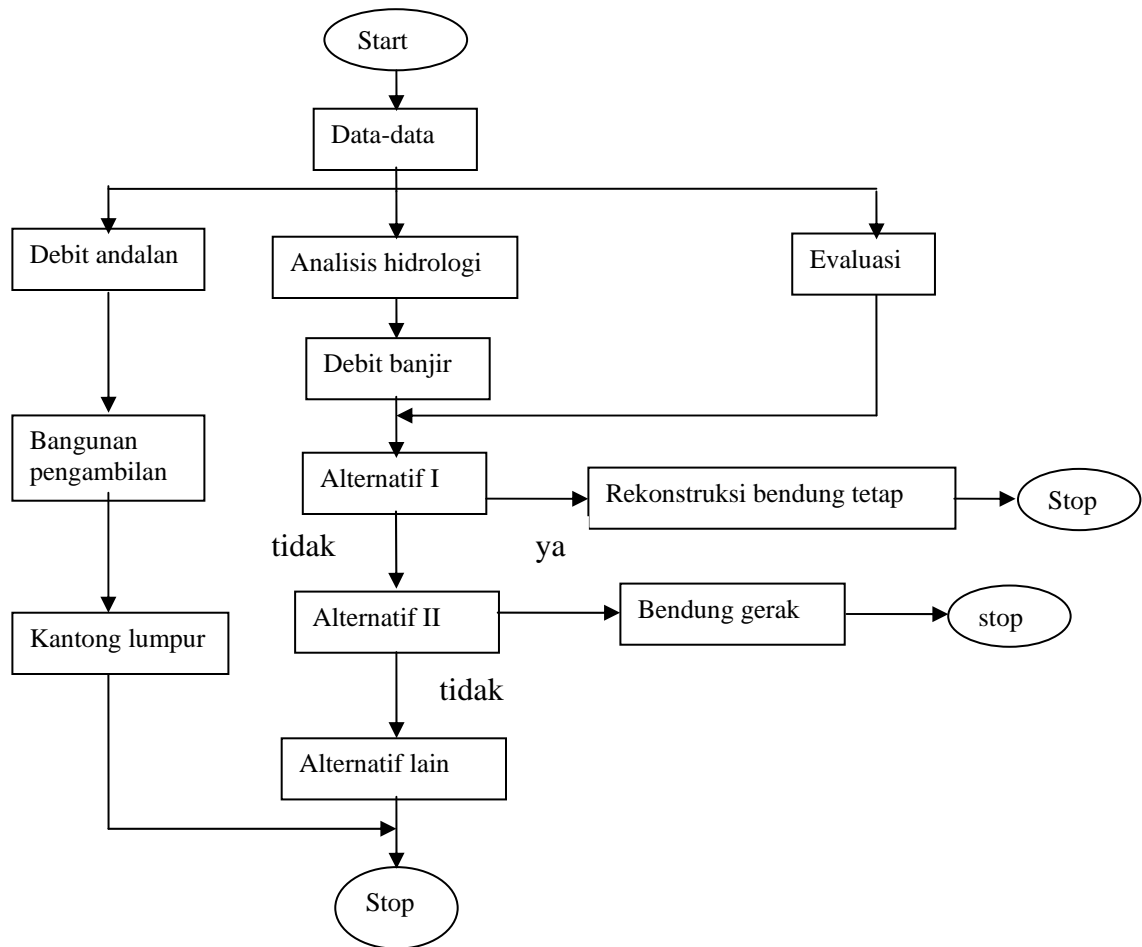 Start
Data-data
Debit andalan
Analisis hidrologi
Evaluasi
Debit banjir
Bangunan
pengambilan
Alternatif I
Rekonstruksi bendung tetap
Stop
tidak
ya
Kantong lumpur
Alternatif II
Bendung gerak
stop
tidak
Alternatif lain
Stop